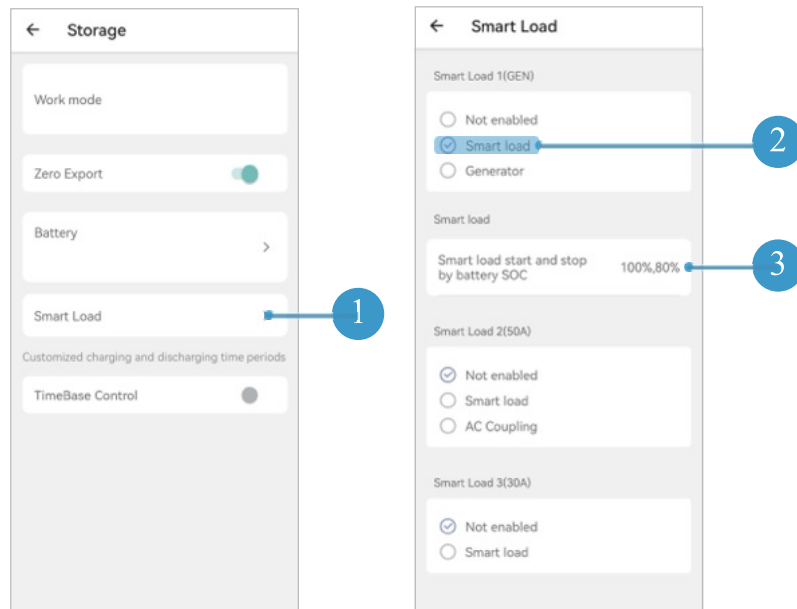 Storage
Work mode
Zero Export
Battery
Smart Load
1
Customized charging and discharging time periods
TimeBase Control
Smart Load
Smart Load 1(GEN)
Not enabled
Smart load
2
Generator
Smart load
Smart load start and stop
by battery SOC
100%,80%
3
Smart Load 2(50A)
Not enabled
Smart load
AC Coupling
Smart Load 3(30A)
Not enabled
Smart load